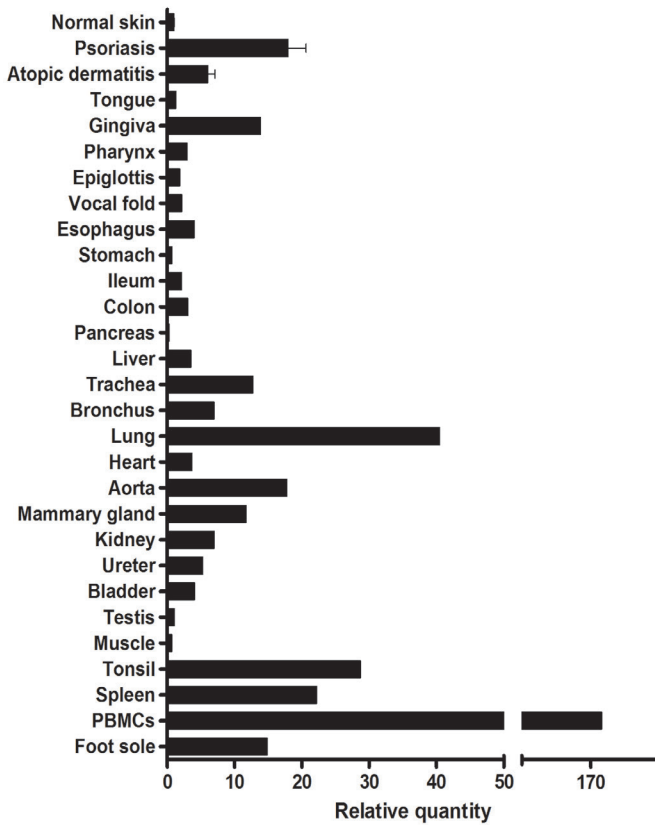 Normal skin
Psoriasis
Atopic dermatitis
Tongue
Gingiva
Pharynx
Epiglottis
Vocal fold
Esophagus
Stomach
Ileum
Colon
Pancreas
Liver
Trachea
Bronchus
Lung
Heart
Aorta
Mammary gland
Kidney
Ureter
Bladder
Testis
Muscle
Tonsil
Spleen
PBMCs
Foot sole
0 10 20 30 40 50 170
Relative quantity